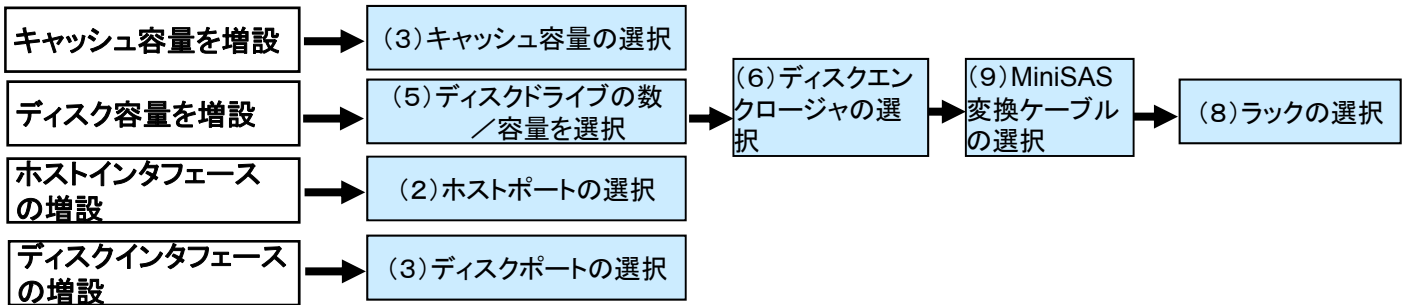 キャッシュ容量を増設
(3)キャッシュ容量の選択
ディスク容量を増設
(5)ディスクドライブの数
／容量を選択
(6)ディスクエン
クロージャの選
択
(9)MiniSAS
変換ケーブル
の選択
(8)ラックの選択
ホストインタフェース
の増設
(2)ホストポートの選択
ディスクインタフェース
の増設
(3)ディスクポートの選択